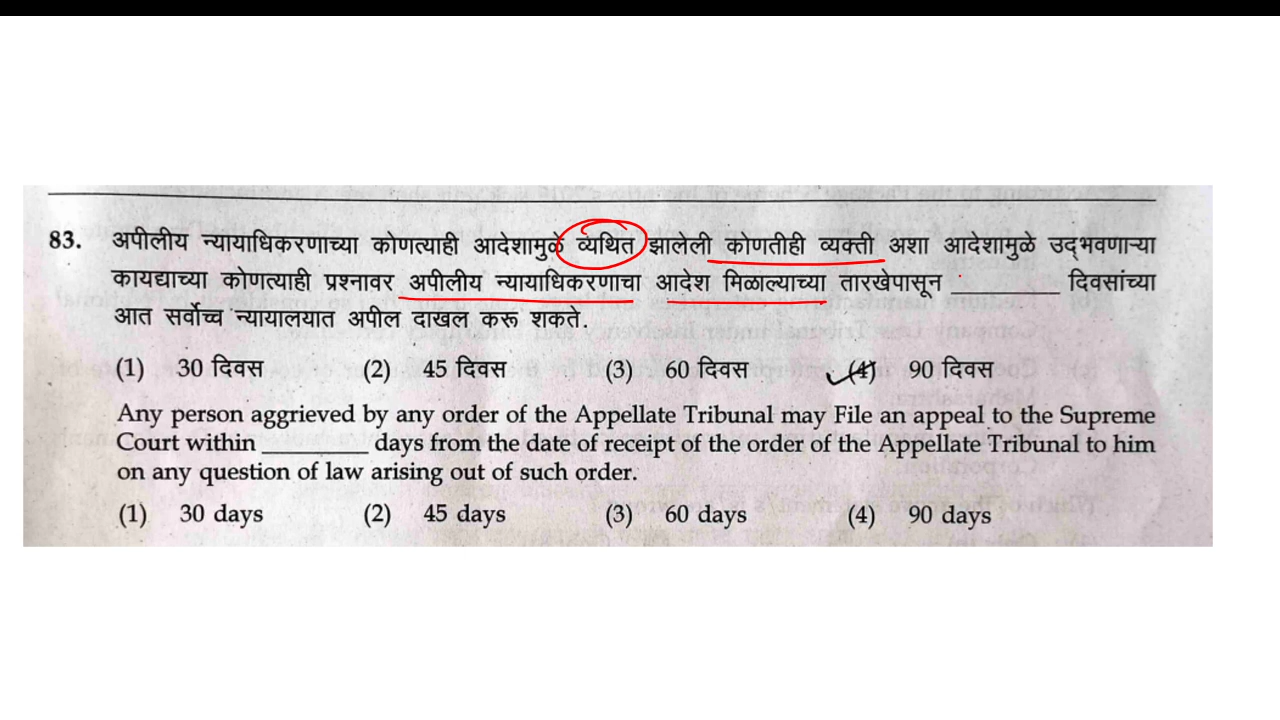 83. अपीलीय न्यायाधिकरणाच्या कोणत्याही आदेशामुळे व्यथित झालेली कोणतीही व्यक्ती अशा आदेशामुळे उद्‌भवणाऱ्या
कायद्याच्या कोणत्याही प्रश्नावर अपीलीय न्यायाधिकरणाचा आदेश मिळाल्याच्या तारखेपासून __________ दिवसांच्या
आत सर्वोच्च न्यायालयात अपील दाखल करू शकते.
(1) 30 दिवस (2) 45 दिवस (3) 60 दिवस (4) 90 दिवस
Any person aggrieved by any order of the Appellate Tribunal may File an appeal to the Supreme
Court within __________ days from the date of receipt of the order of the Appellate Tribunal to him
on any question of law arising out of such order.
(1) 30 days (2) 45 days (3) 60 days (4) 90 days